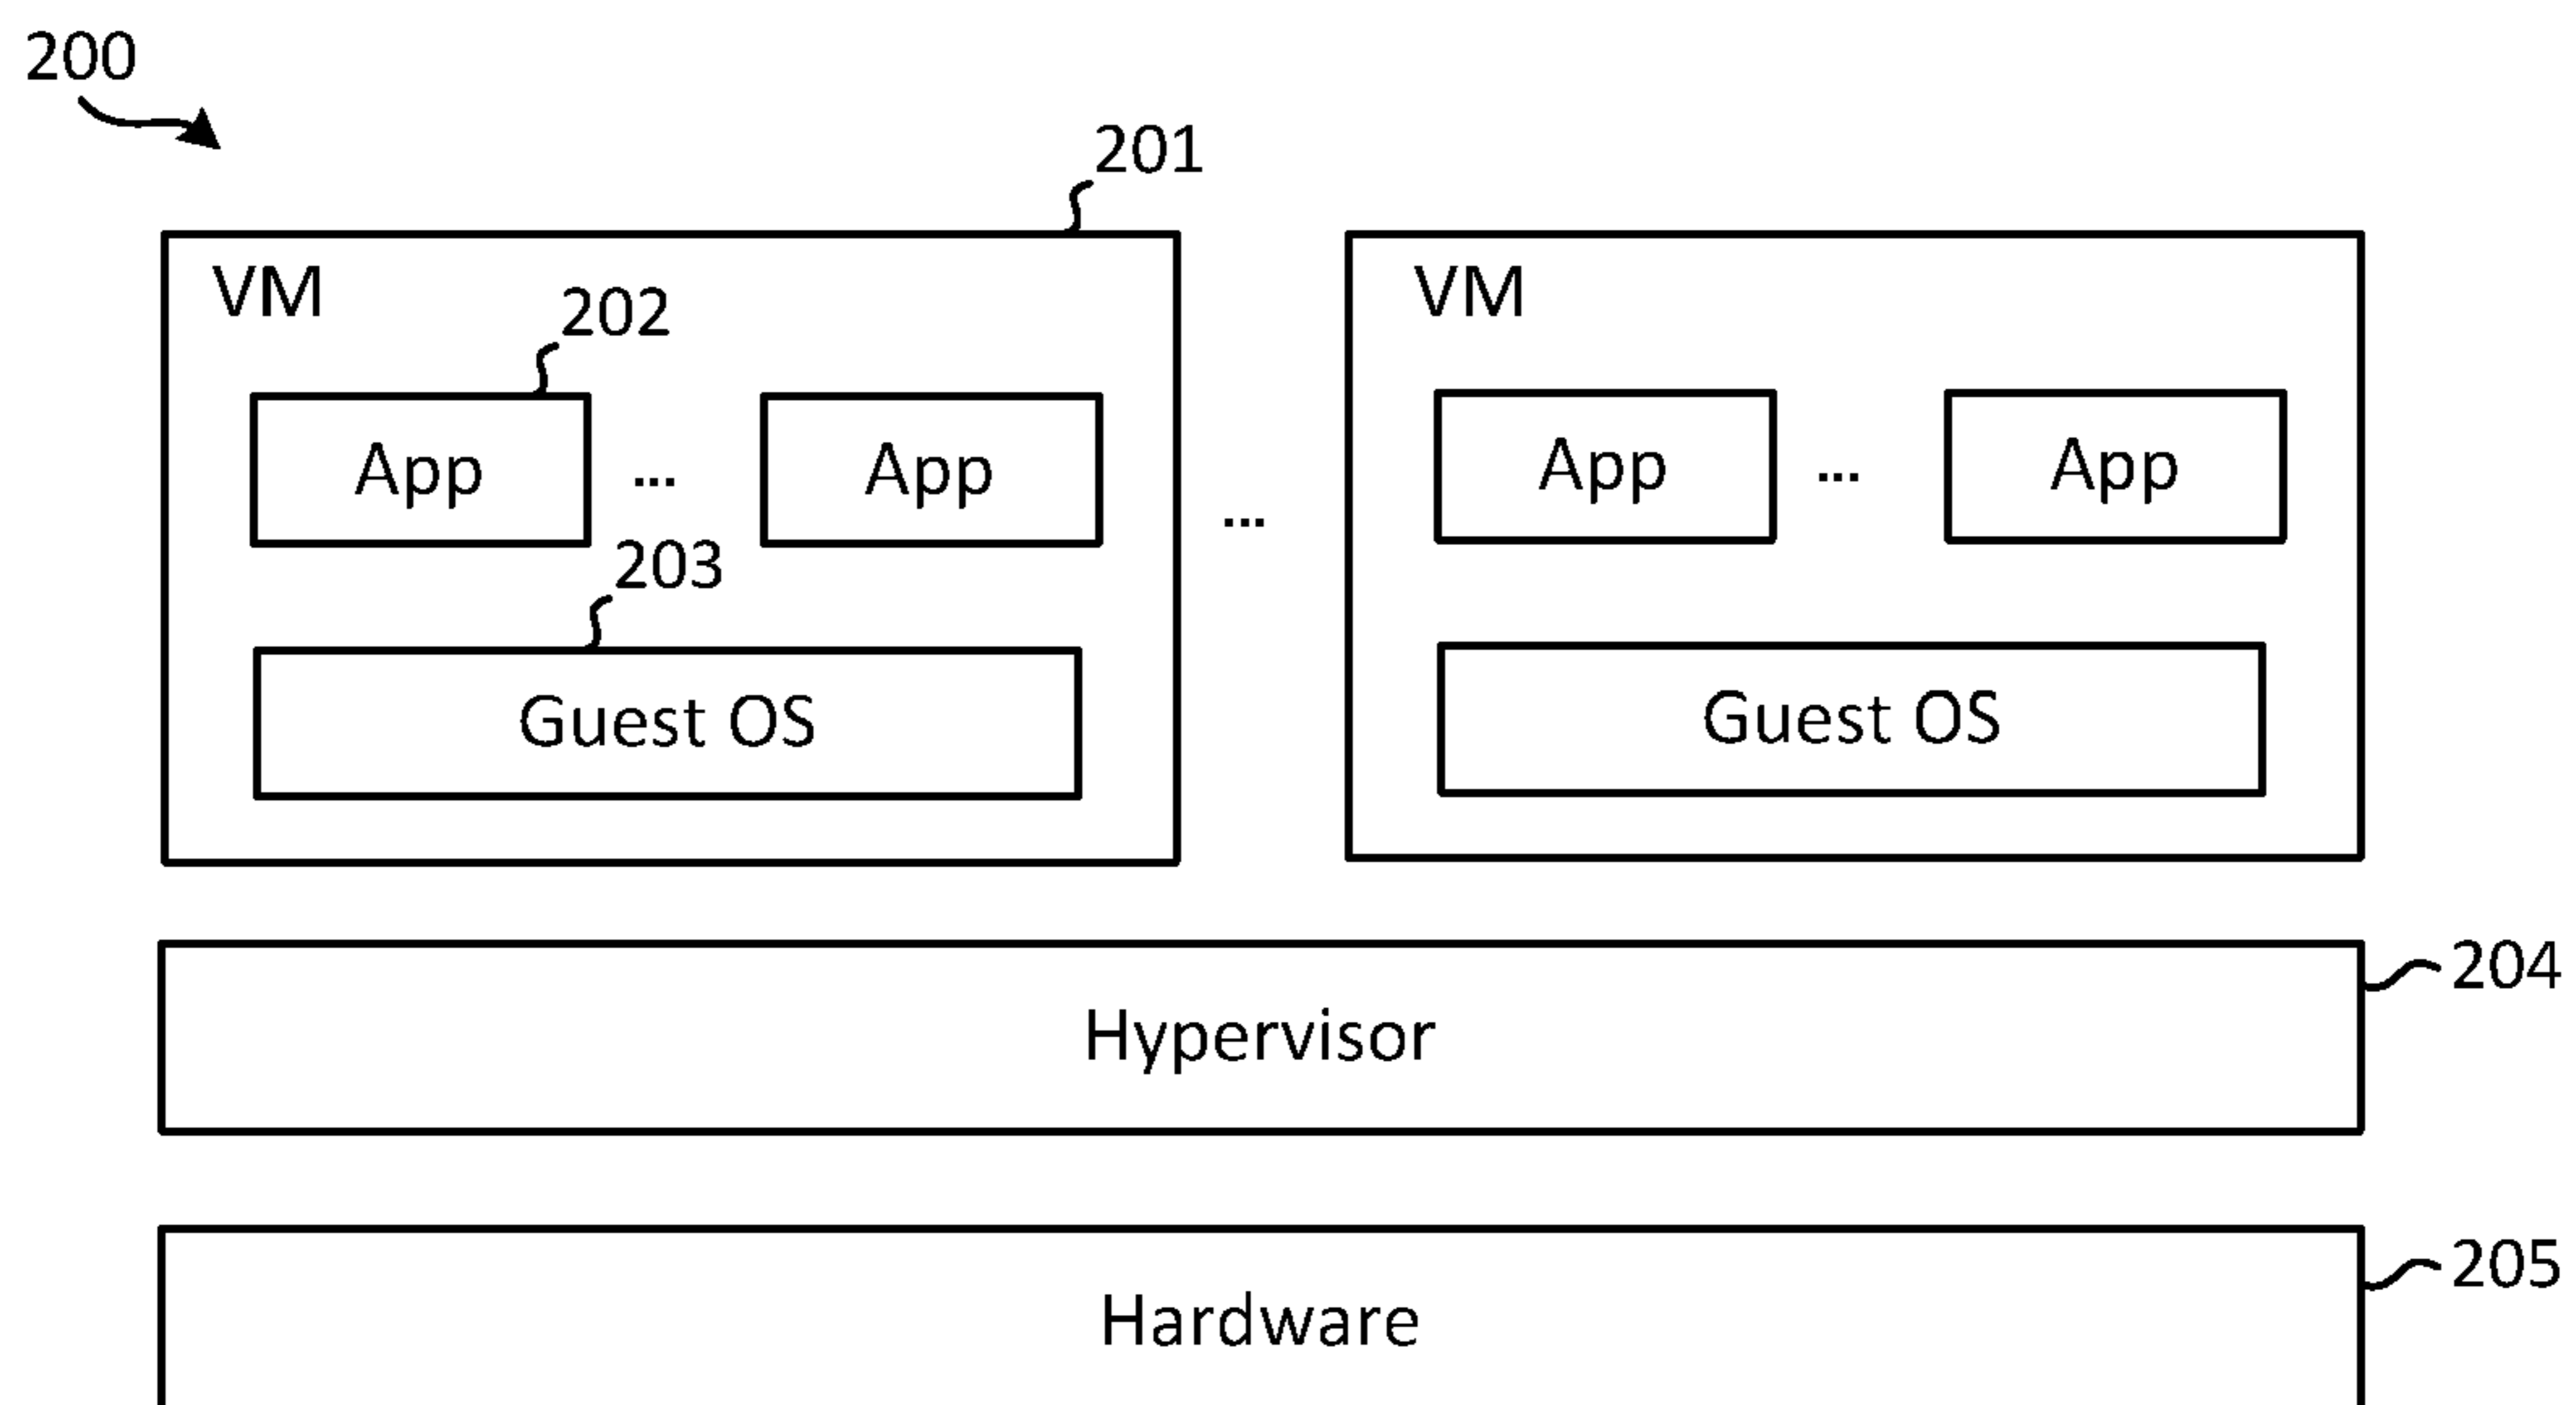 200
201
VM
VM
202
App ... App
...
App ... App
203
Guest OS
Guest OS
Hypervisor
204
Hardware
205